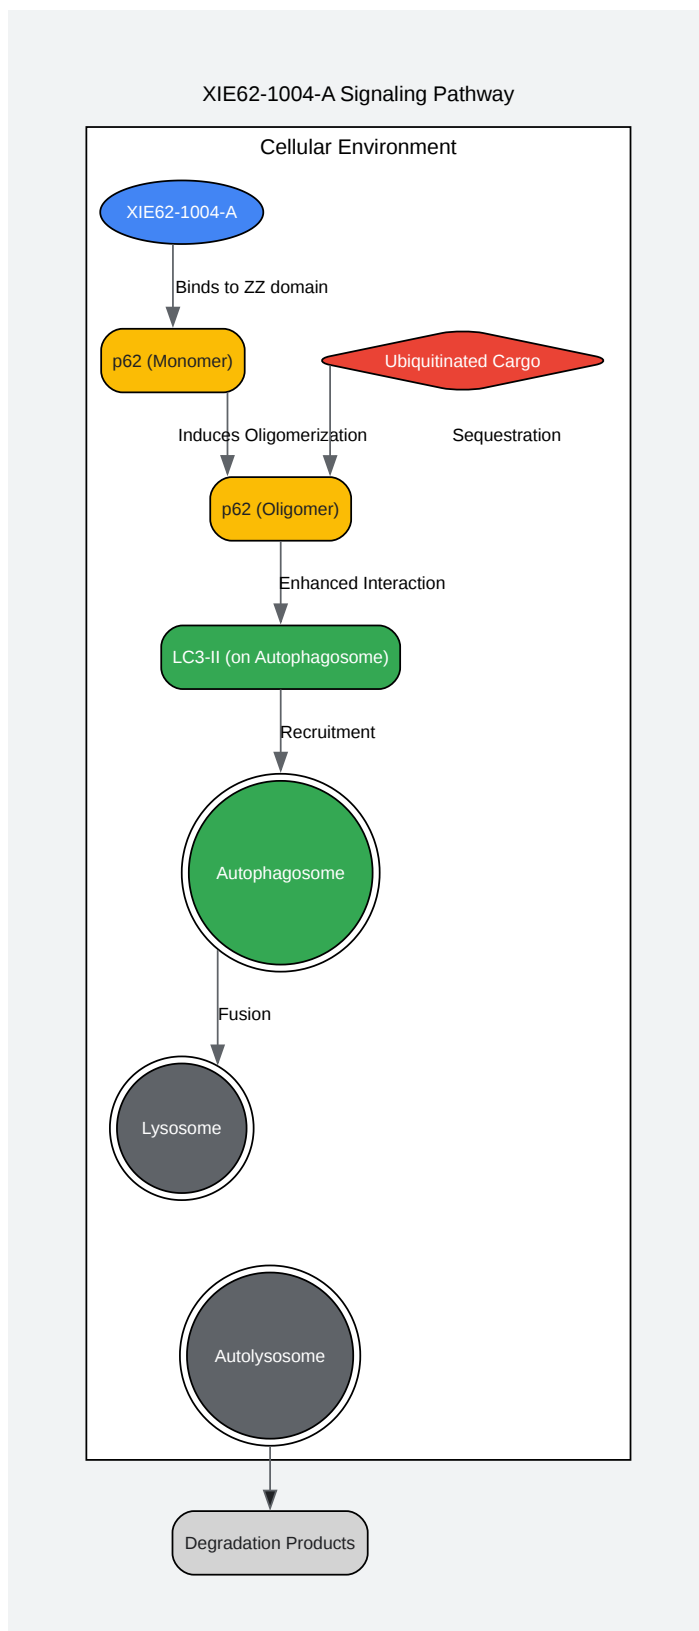 XIE62-1004-A Signaling Pathway
Cellular Environment
XIE62-1004-A
Binds to ZZ domain
p62 (Monomer)
Ubiquitinated Cargo
Induces Oligomerization
Sequestration
p62 (Oligomer)
Enhanced Interaction
LC3-II (on Autophagosome)
Recruitment
Autophagosome
Fusion
Lysosome
Autolysosome
Degradation Products